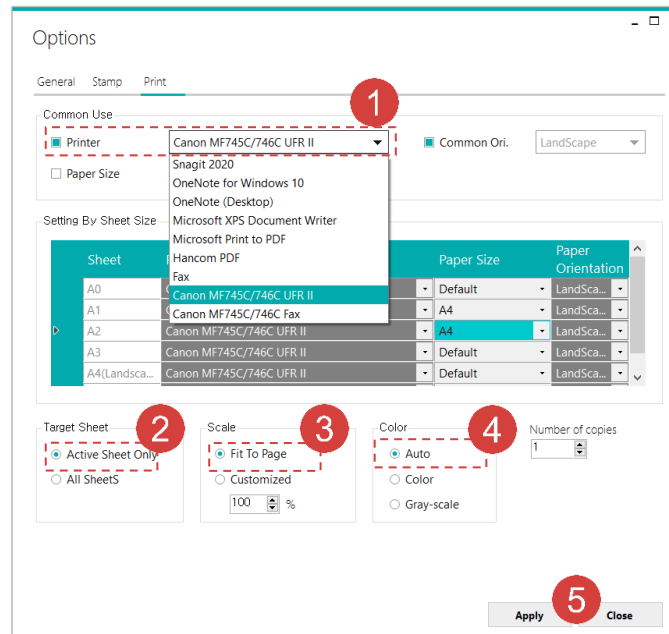 Options
General Stamp Print
1
Common Use
Printer Canon MF745C/746C UFR II Common Ori. LandScape
Paper Size
Snagit 2020
OneNote for Windows 10
OneNote (Desktop)
Microsoft XPS Document Writer
Microsoft Print to PDF
Hancom PDF
Fax
Canon MF745C/746C UFR II
Canon MF745C/746C Fax
Setting By Sheet Size
Sheet Paper Size Paper Orientation
A0 Default LandSca...
A1 A4 LandSca...
A2 Canon MF745C/746C UFR II A4 LandSca...
A3 Canon MF745C/746C UFR II Default LandSca...
A4(Landsca... Canon MF745C/746C UFR II Default LandSca...
Target Sheet 2 Scale 3 Color 4 Number of copies
Active Sheet Only Fit To Page Auto 1
All SheetS Customized Color
100 % Gray-scale
5
Apply Close